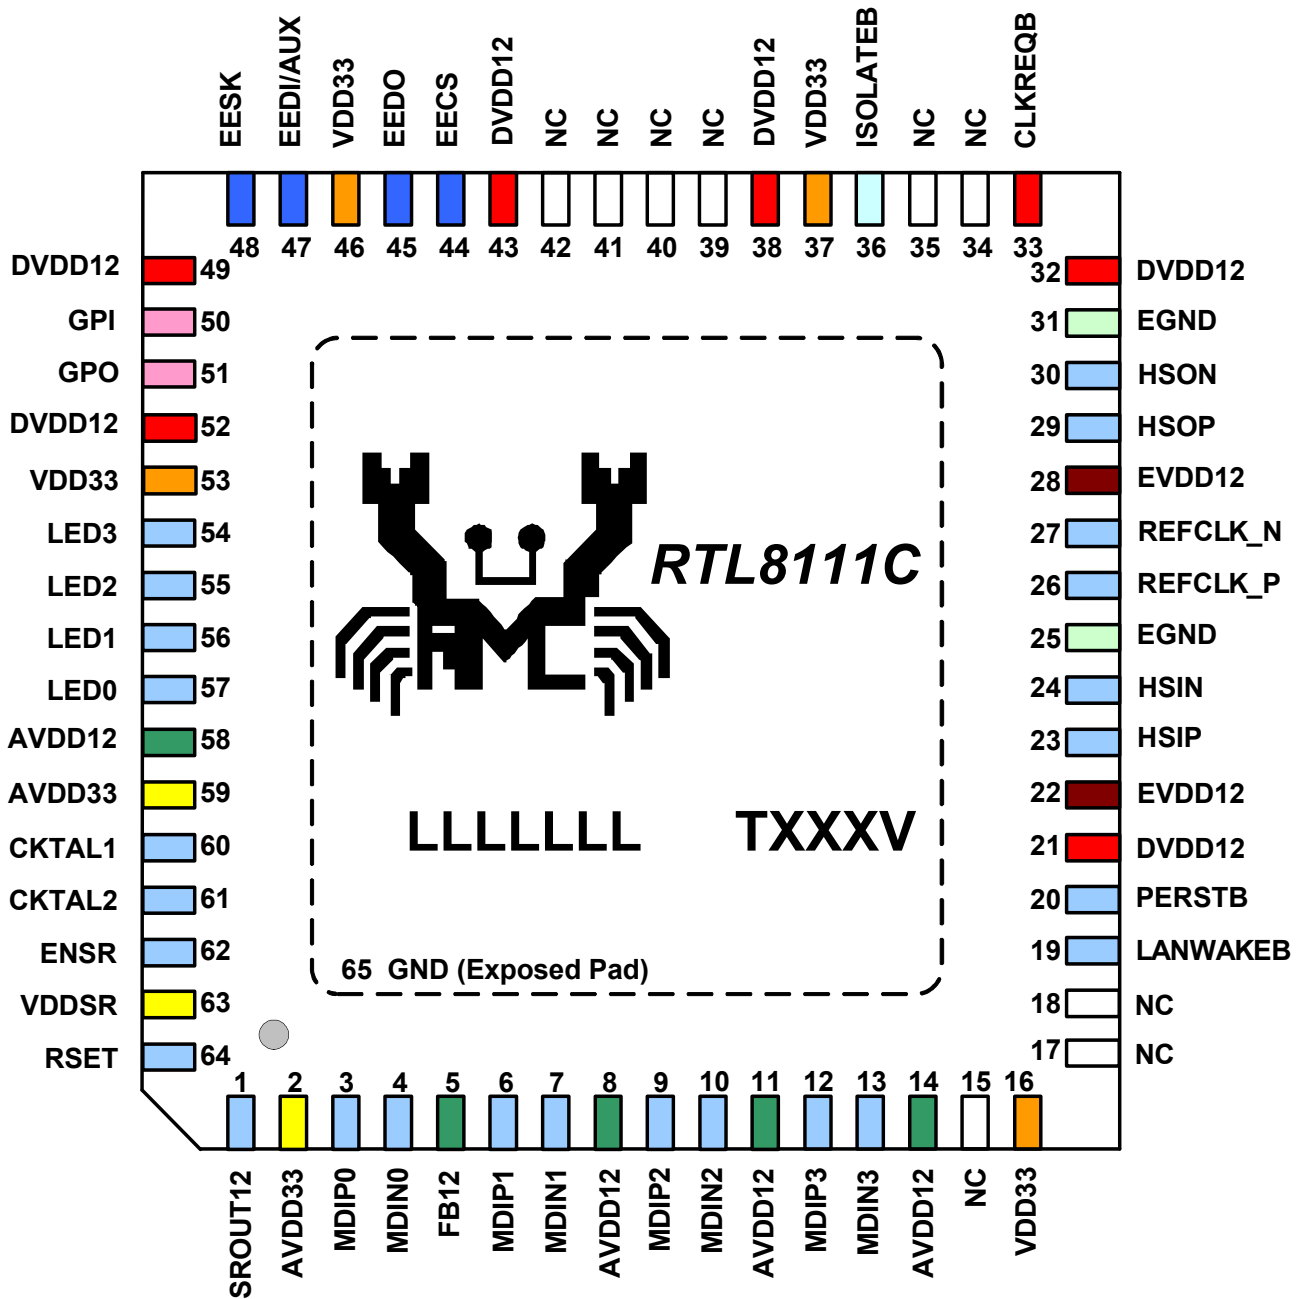 EESK
EEDI/AUX
VDD33
EEDO
EECS
DVDD12
NC
NC
NC
NC
DVDD12
VDD33
ISOLATEB
NC
NC
CLKREQB
48 47 46 45 44 43 42 41 40 39 38 37 36 35 34 33
DVDD12 49
GPI 50
GPO 51
DVDD12 52
VDD33 53
LED3 54
LED2 55
LED1 56
LED0 57
AVDD12 58
AVDD33 59
CKTAL1 60
CKTAL2 61
ENSR 62
VDDSR 63
RSET 64
32 DVDD12
31 EGND
30 HSON
29 HSOP
28 EVDD12
27 REFCLK_N
26 REFCLK_P
25 EGND
24 HSIN
23 HSIP
22 EVDD12
21 DVDD12
20 PERSTB
19 LANWAKEB
18 NC
17 NC
RTL8111C
LLLLLLL TXXXV
65 GND (Exposed Pad)
1 2 3 4 5 6 7 8 9 10 11 12 13 14 15 16
SROUT12
AVDD33
MDIP0
MDIN0
FB12
MDIP1
MDIN1
AVDD12
MDIP2
MDIN2
AVDD12
MDIP3
MDIN3
AVDD12
NC
VDD33